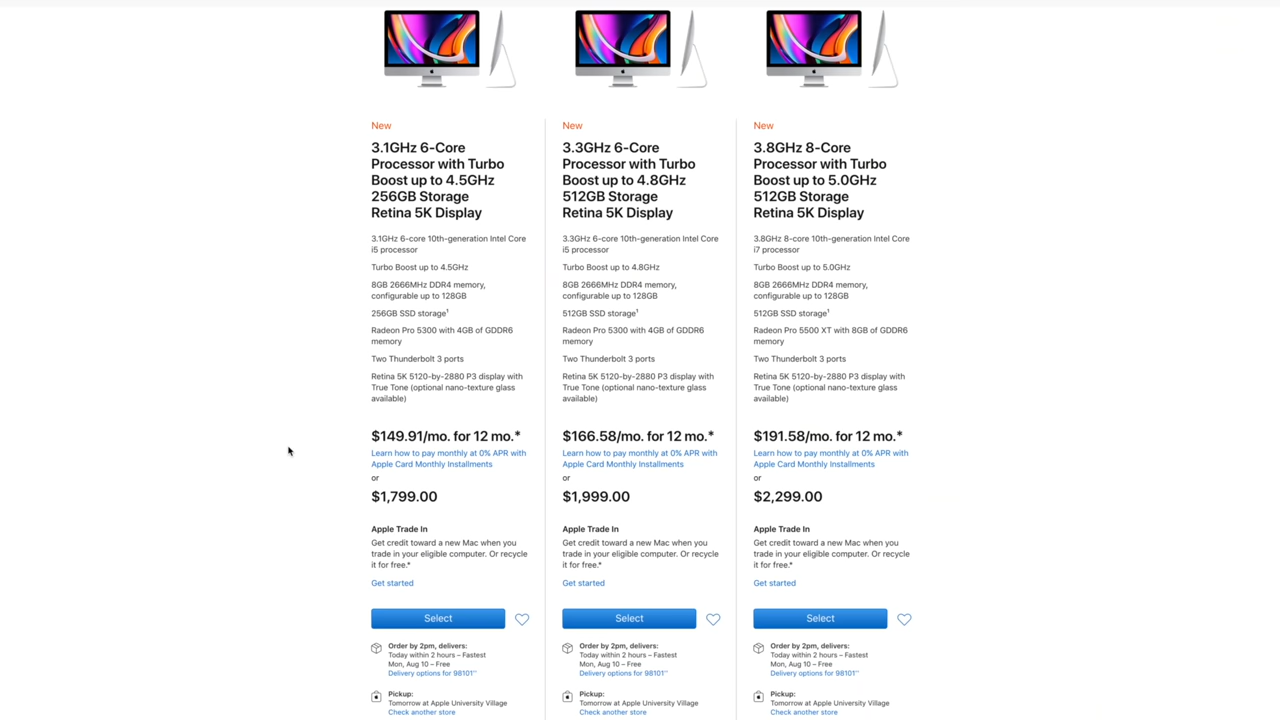 New
3.1GHz 6-Core
Processor with Turbo
Boost up to 4.5GHz
256GB Storage
Retina 5K Display
3.1GHz 6-core 10th-generation Intel Core
i5 processor
Turbo Boost up to 4.5GHz
8GB 2666MHz DDR4 memory,
configurable up to 128GB
256GB SSD storage¹
Radeon Pro 5300 with 4GB of GDDR6
memory
Two Thunderbolt 3 ports
Retina 5K 5120-by-2880 P3 display with
True Tone (optional nano-texture glass
available)
$149.91/mo. for 12 mo.*
Learn how to pay monthly at 0% APR with
Apple Card Monthly Installments
or
$1,799.00
Apple Trade In
Get credit toward a new Mac when you
trade in your eligible computer. Or recycle
it for free.*
Get started
Select
Order by 2pm, delivers:
Today within 2 hours – Fastest
Mon, Aug 10 – Free
Delivery options for 98101**
Pickup:
Tomorrow at Apple University Village
Check another store
New
3.3GHz 6-Core
Processor with Turbo
Boost up to 4.8GHz
512GB Storage
Retina 5K Display
3.3GHz 6-core 10th-generation Intel Core
i5 processor
Turbo Boost up to 4.8GHz
8GB 2666MHz DDR4 memory,
configurable up to 128GB
512GB SSD storage¹
Radeon Pro 5300 with 4GB of GDDR6
memory
Two Thunderbolt 3 ports
Retina 5K 5120-by-2880 P3 display with
True Tone (optional nano-texture glass
available)
$166.58/mo. for 12 mo.*
Learn how to pay monthly at 0% APR with
Apple Card Monthly Installments
or
$1,999.00
Apple Trade In
Get credit toward a new Mac when you
trade in your eligible computer. Or recycle
it for free.*
Get started
Select
Order by 2pm, delivers:
Today within 2 hours – Fastest
Mon, Aug 10 – Free
Delivery options for 98101**
Pickup:
Tomorrow at Apple University Village
Check another store
New
3.8GHz 8-Core
Processor with Turbo
Boost up to 5.0GHz
512GB Storage
Retina 5K Display
3.8GHz 8-core 10th-generation Intel Core
i7 processor
Turbo Boost up to 5.0GHz
8GB 2666MHz DDR4 memory,
configurable up to 128GB
512GB SSD storage¹
Radeon Pro 5500 XT with 8GB of GDDR6
memory
Two Thunderbolt 3 ports
Retina 5K 5120-by-2880 P3 display with
True Tone (optional nano-texture glass
available)
$191.58/mo. for 12 mo.*
Learn how to pay monthly at 0% APR with
Apple Card Monthly Installments
or
$2,299.00
Apple Trade In
Get credit toward a new Mac when you
trade in your eligible computer. Or recycle
it for free.*
Get started
Select
Order by 2pm, delivers:
Today within 2 hours – Fastest
Mon, Aug 10 – Free
Delivery options for 98101**
Pickup:
Tomorrow at Apple University Village
Check another store